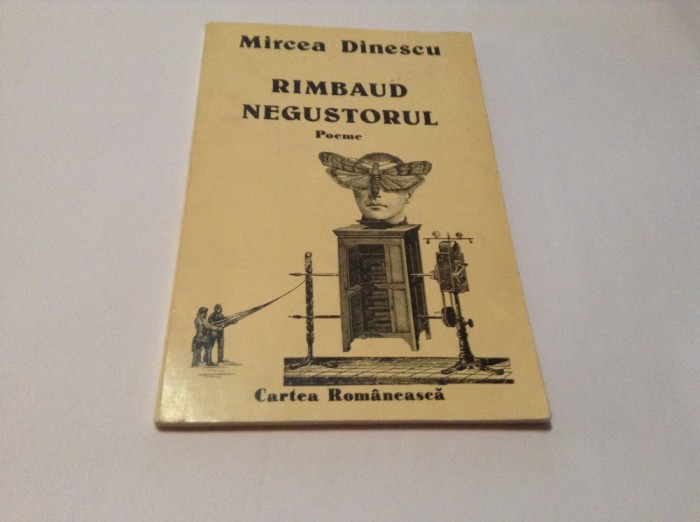 Mircea Dinescu
RIMBAUD
NEGUSTORUL
Poeme
Cartea Românească